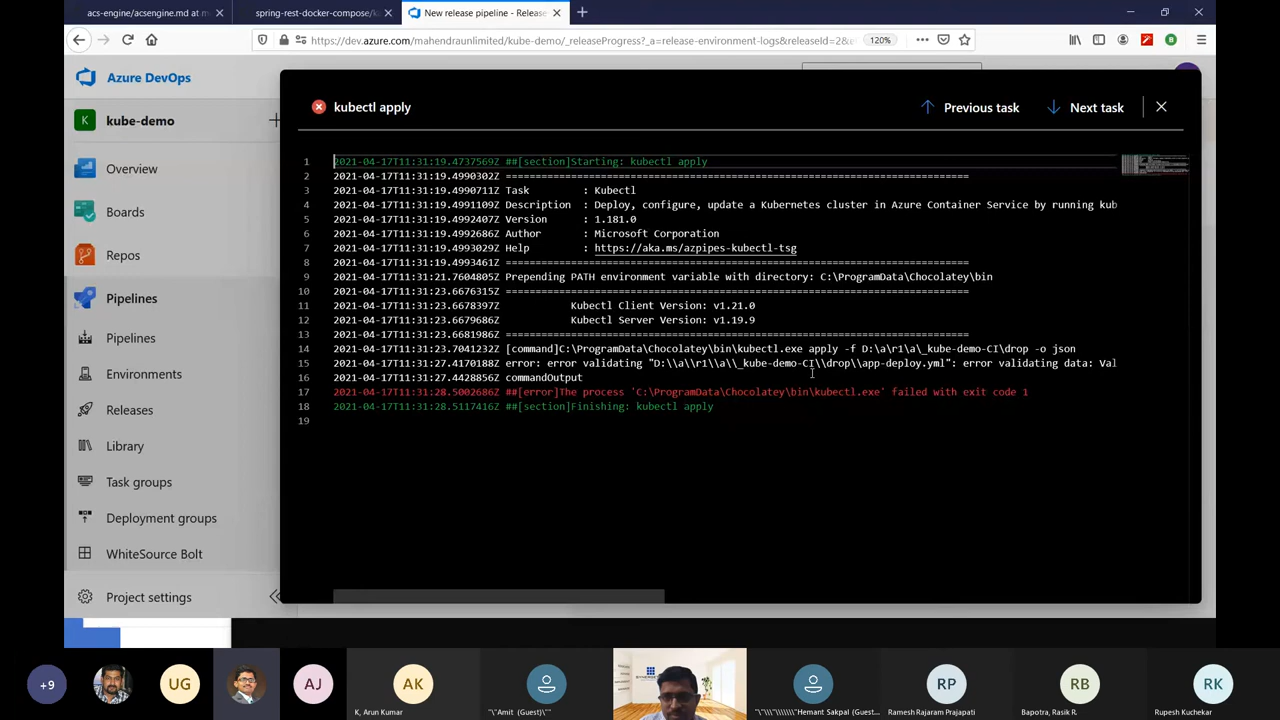 acs-engine/acsengine.md at m
spring-rest-docker-compose/k
New release pipeline - Release
https://dev.azure.com/mahendraunlimited/kube-demo/_releaseProgress?_a=release-environment-logs&releaseId=2&
120%
Azure DevOps
K kube-demo
Overview
Boards
Repos
Pipelines
Pipelines
Environments
Releases
Library
Task groups
Deployment groups
WhiteSource Bolt
Project settings
kubectl apply
Previous task
Next task
1 2021-04-17T11:31:19.4737569Z ##[section]Starting: kubectl apply
2 2021-04-17T11:31:19.4990302Z ==============================================================================
3 2021-04-17T11:31:19.4990711Z Task         : Kubectl
4 2021-04-17T11:31:19.4991109Z Description  : Deploy, configure, update a Kubernetes cluster in Azure Container Service by running kub
5 2021-04-17T11:31:19.4992407Z Version      : 1.181.0
6 2021-04-17T11:31:19.4992686Z Author       : Microsoft Corporation
7 2021-04-17T11:31:19.4993029Z Help         : https://aka.ms/azpipes-kubectl-tsg
8 2021-04-17T11:31:19.4993461Z ==============================================================================
9 2021-04-17T11:31:21.7604805Z Prepending PATH environment variable with directory: C:\ProgramData\Chocolatey\bin
10 2021-04-17T11:31:23.6676315Z ==============================================================================
11 2021-04-17T11:31:23.6678397Z Kubectl Client Version: v1.21.0
12 2021-04-17T11:31:23.6679658Z Kubectl Server Version: v1.19.9
13 2021-04-17T11:31:23.6681986Z ==============================================================================
14 2021-04-17T11:31:23.7041232Z [command]C:\ProgramData\Chocolatey\bin\kubectl.exe apply -f D:\a\r1\a\_kube-demo-CI\drop -o json
15 2021-04-17T11:31:27.4170188Z error: error validating "D:\\a\\r1\\a\\_kube-demo-CI\\drop\\app-deploy.yml": error validating data: Val
16 2021-04-17T11:31:27.4428856Z commandOutput
17 2021-04-17T11:31:28.5002686Z ##[error]The process 'C:\ProgramData\Chocolatey\bin\kubectl.exe' failed with exit code 1
18 2021-04-17T11:31:28.5117416Z ##[section]Finishing: kubectl apply
19
+9
UG
AJ
AK
RP
RB
RK
K, Arun Kumar
"\"Amit (Guest)\""
"\"\\\"\\\\\\\"Hemant Sakpal (Guest...
Ramesh Rajaram Prajapati
Bapotra, Rasik R.
Rupesh Kuchekar